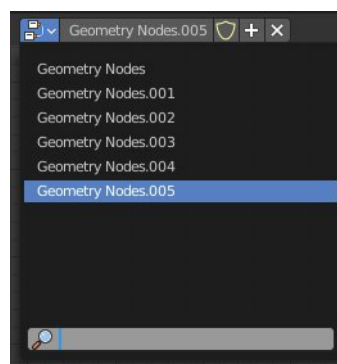 Geometry Nodes.005
Geometry Nodes
Geometry Nodes.001
Geometry Nodes.002
Geometry Nodes.003
Geometry Nodes.004
Geometry Nodes.005